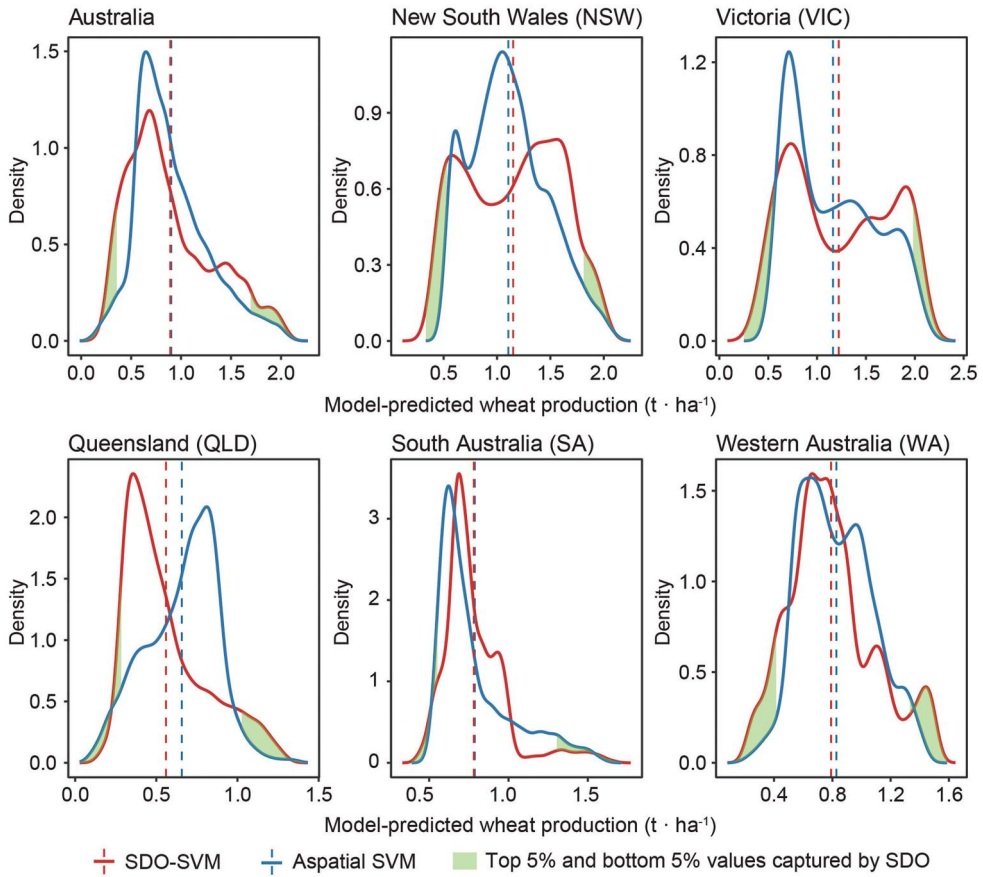 Australia
New South Wales (NSW)
Victoria (VIC)
Density
1.5
1.0
0.5
0.0
0.0 0.5 1.0 1.5 2.0
Density
0.9
0.6
0.3
0.0
0.5 1.0 1.5 2.0
Density
1.2
0.8
0.4
0.0
0.0 0.5 1.0 1.5 2.0 2.5
Model-predicted wheat production (t · ha⁻¹)
Queensland (QLD)
South Australia (SA)
Western Australia (WA)
Density
2.0
1.5
1.0
0.5
0.0
0.0 0.5 1.0 1.5
Density
3
2
1
0
0.5 1.0 1.5
Density
1.5
1.0
0.5
0.0
0.4 0.8 1.2 1.6
Model-predicted wheat production (t · ha⁻¹)
SDO-SVM Aspatial SVM Top 5% and bottom 5% values captured by SDO